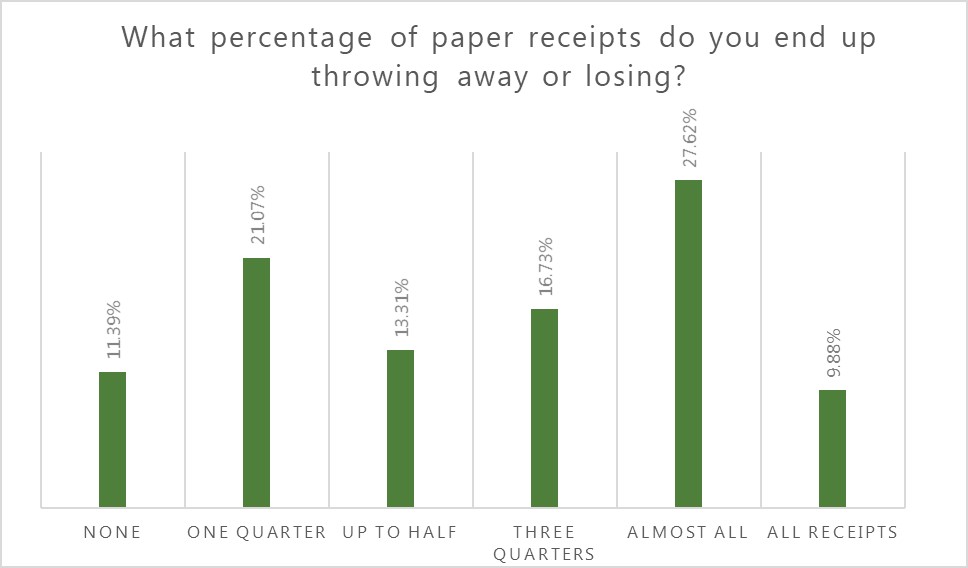 What percentage of paper receipts do you end up
throwing away or losing?
11.39%
21.07%
13.31%
16.73%
27.62%
9.88%
NONE
ONE QUARTER
UP TO HALF
THREE
QUARTERS
ALMOST ALL
ALL RECEIPTS